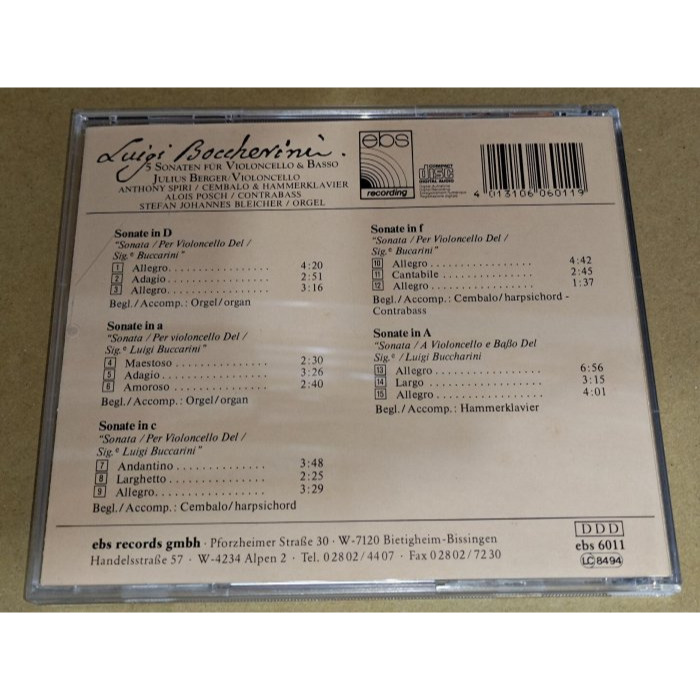 Luigi Boccherini.
5 SONATEN FÜR VIOLONCELLO & BASSO
JULIUS BERGER/VIOLONCELLO
ANTHONY SPIRI / CEMBALO & HAMMERKLAVIER
ALOIS POSCH / CONTRABASS
STEFAN JOHANNES BLEICHER / ORGEL
ebs
recording
COMPACT
disc
DIGITAL AUDIO
4 013106 060119
Sonate in D
"Sonata / Per Violoncello Del /
Sig.e Buccarini"
1 Allegro. . . . . . . . . . . . . . . . 4:20
2 Adagio . . . . . . . . . . . . . . . . 2:51
3 Allegro. . . . . . . . . . . . . . . . 3:16
Begl./Accomp.: Orgel/organ
Sonate in a
"Sonata / Per violoncello Del /
Sig.e Luigi Buccarini"
4 Maestoso . . . . . . . . . . . . . . 2:30
5 Adagio . . . . . . . . . . . . . . . . 3:26
6 Amoroso . . . . . . . . . . . . . . . 2:40
Begl./Accomp.: Orgel/organ
Sonate in c
"Sonata / Per Violoncello Del /
Sig.e Luigi Buccarini"
7 Andantino . . . . . . . . . . . . . . 3:48
8 Larghetto . . . . . . . . . . . . . . 2:25
9 Allegro. . . . . . . . . . . . . . . . 3:29
Begl./Accomp.: Cembalo/harpsichord
Sonate in f
"Sonata / Per Violoncello Del /
Sig.e Bucarini"
10 Allegro . . . . . . . . . . . . . . . . 4:42
11 Cantabile . . . . . . . . . . . . . . 2:45
12 Allegro . . . . . . . . . . . . . . . . 1:37
Begl./Accomp.: Cembalo/harpsichord -
Contrabass
Sonate in A
"Sonata / A Violoncello e Baßo Del
Sig.e / Luigi Buccharini
13 Allegro . . . . . . . . . . . . . . . . 6:56
14 Largo . . . . . . . . . . . . . . . . . 3:15
15 Allegro . . . . . . . . . . . . . . . . 4:01
Begl./Accomp.: Hammerklavier
ebs records gmbh · Pforzheimer Straße 30 · W-7120 Bietigheim-Bissingen
Handelsstraße 57 · W-4234 Alpen 2 · Tel. 02802/4407 · Fax 02802/7230
DDD
ebs 6011
LC 8494